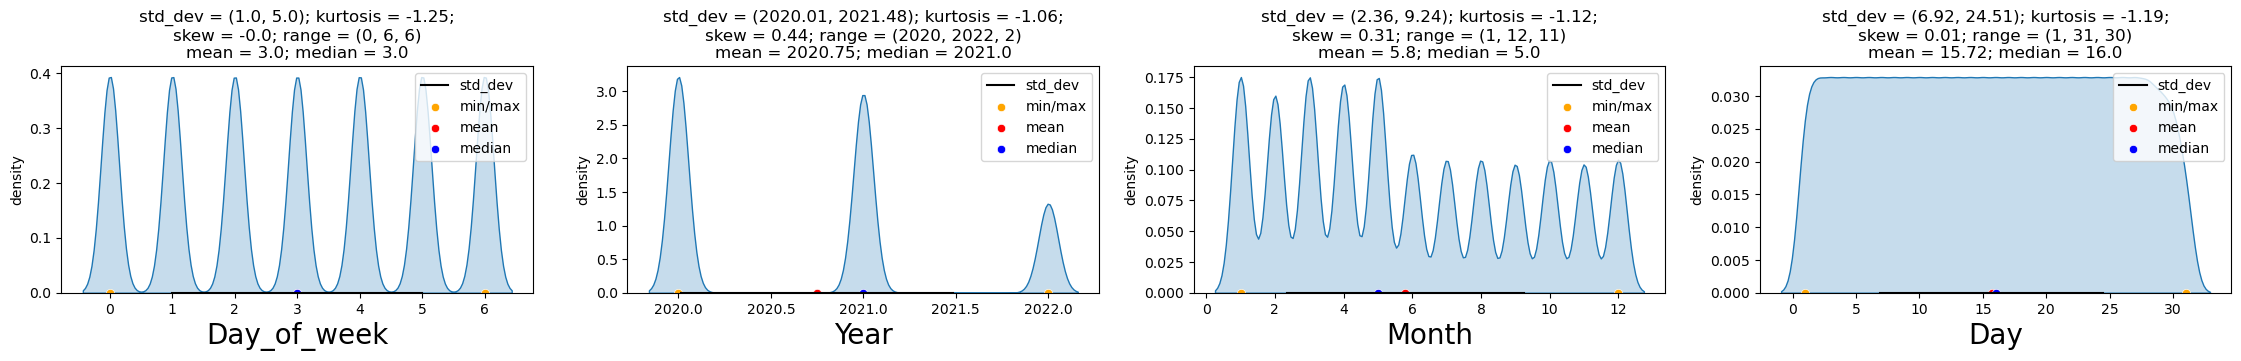 std_dev = (1.0, 5.0); kurtosis = -1.25;
skew = -0.0; range = (0, 6, 6)
mean = 3.0; median = 3.0
0.4
0.3
0.2
0.1
0.0
density
std_dev
min/max
mean
median
0 1 2 3 4 5 6
Day_of_week
std_dev = (2020.01, 2021.48); kurtosis = -1.06;
skew = 0.44; range = (2020, 2022, 2)
mean = 2020.75; median = 2021.0
3.0
2.5
2.0
1.5
1.0
0.5
0.0
density
std_dev
min/max
mean
median
2020.0 2020.5 2021.0 2021.5 2022.0
Year
std_dev = (2.36, 9.24); kurtosis = -1.12;
skew = 0.31; range = (1, 12, 11)
mean = 5.8; median = 5.0
0.175
0.150
0.125
0.100
0.075
0.050
0.025
0.000
density
std_dev
min/max
mean
median
0 2 4 6 8 10 12
Month
std_dev = (6.92, 24.51); kurtosis = -1.19;
skew = 0.01; range = (1, 31, 30)
mean = 15.72; median = 16.0
0.030
0.025
0.020
0.015
0.010
0.005
0.000
density
std_dev
min/max
mean
median
0 5 10 15 20 25 30
Day